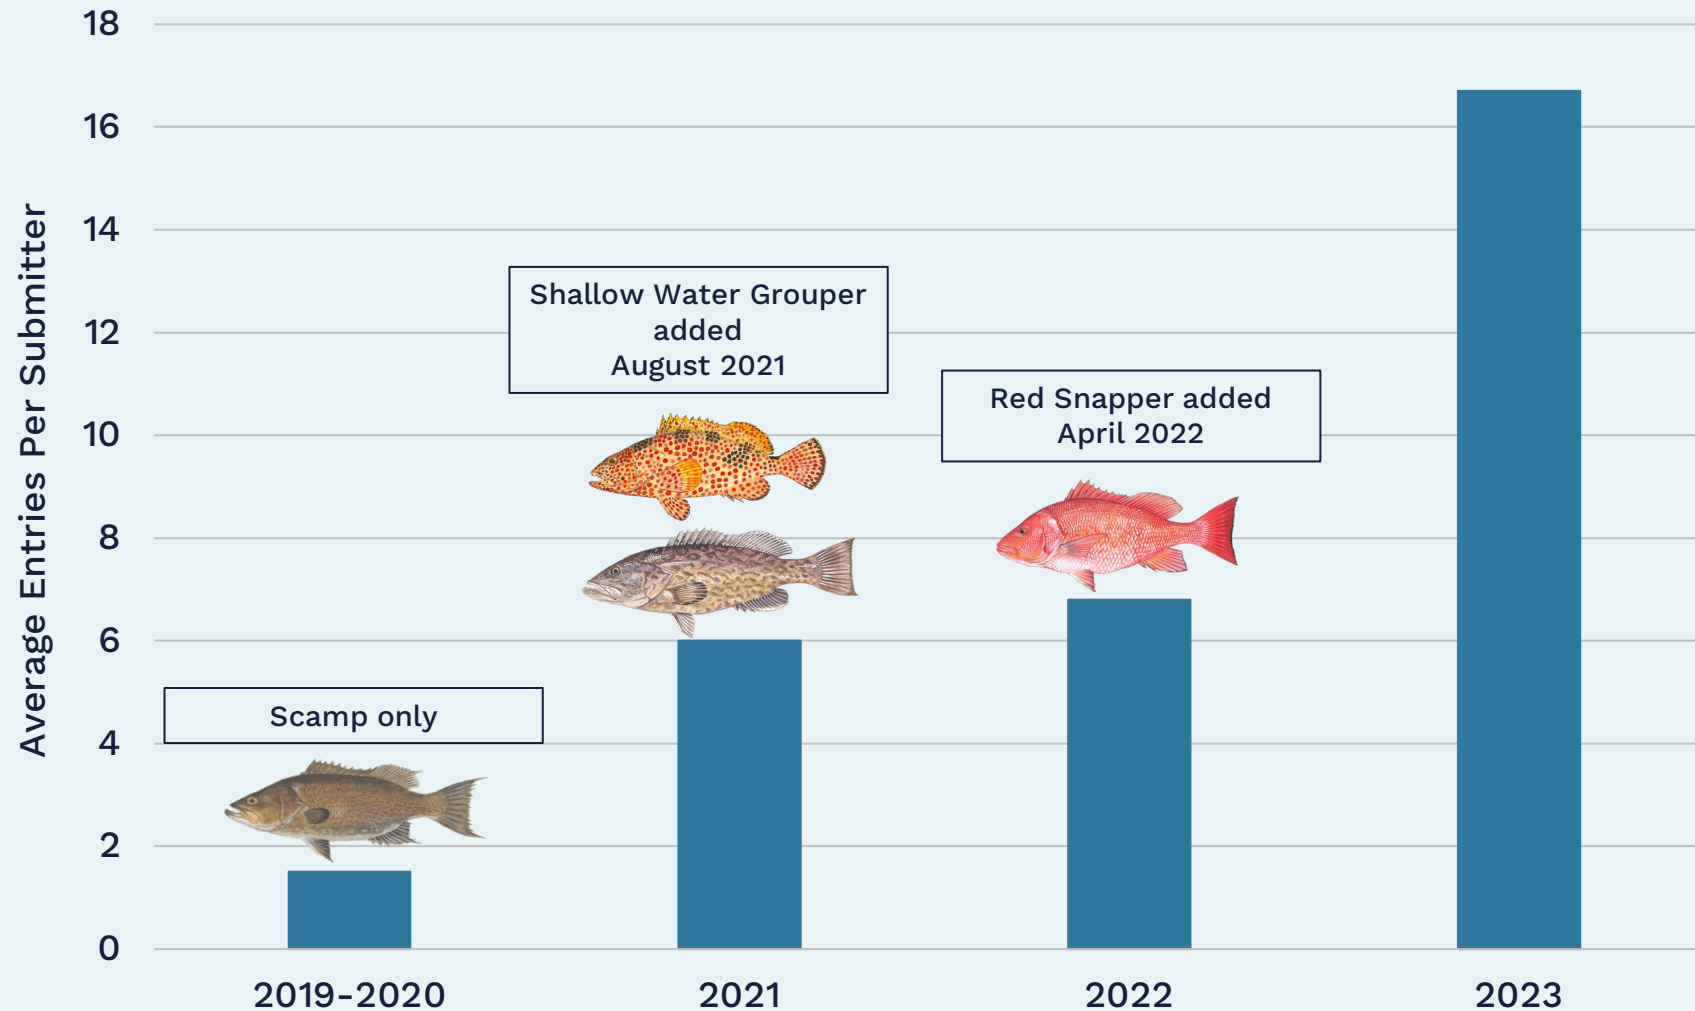 Average Entries Per Submitter
18
16
14
12
10
8
6
4
2
0
Scamp only
Shallow Water Grouper
added
August 2021
Red Snapper added
April 2022
2019-2020
2021
2022
2023